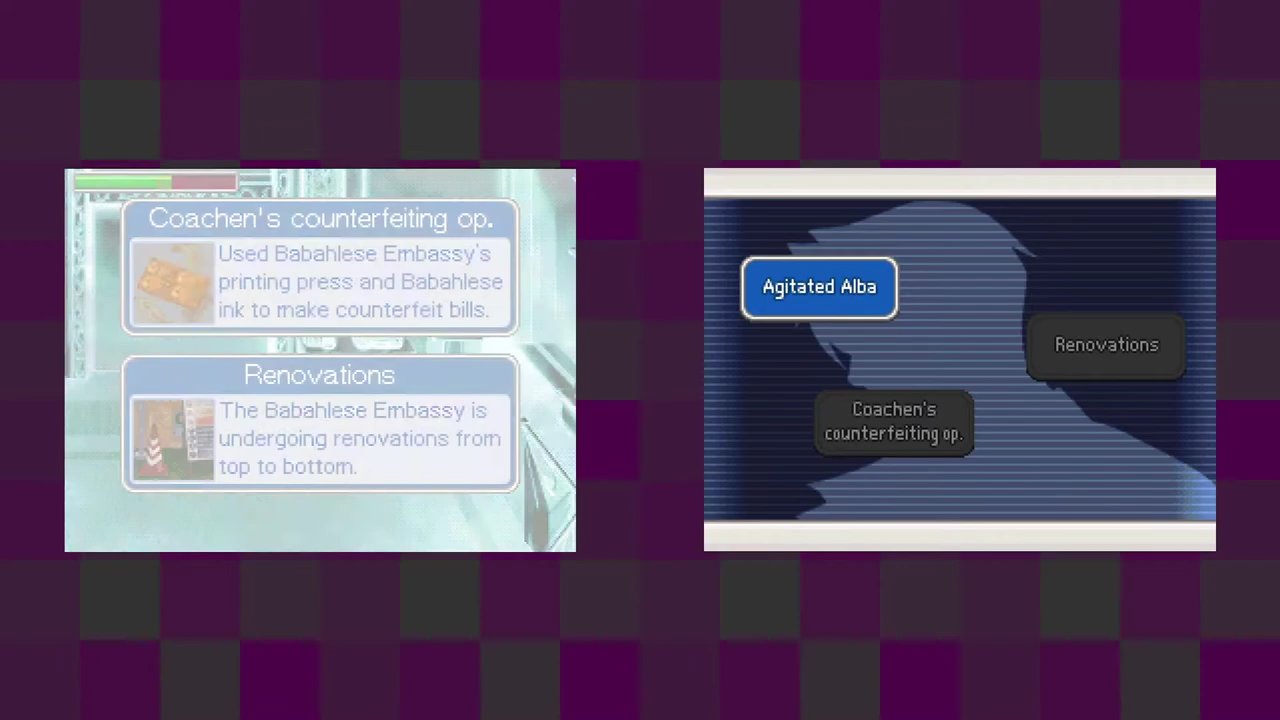 Coachen's counterfeiting op.
Used Babahlese Embassy's
printing press and Babahlese
ink to make counterfeit bills.
Renovations
The Babahlese Embassy is
undergoing renovations from
top to bottom.
Agitated Alba
Renovations
Coachen's
counterfeiting op.